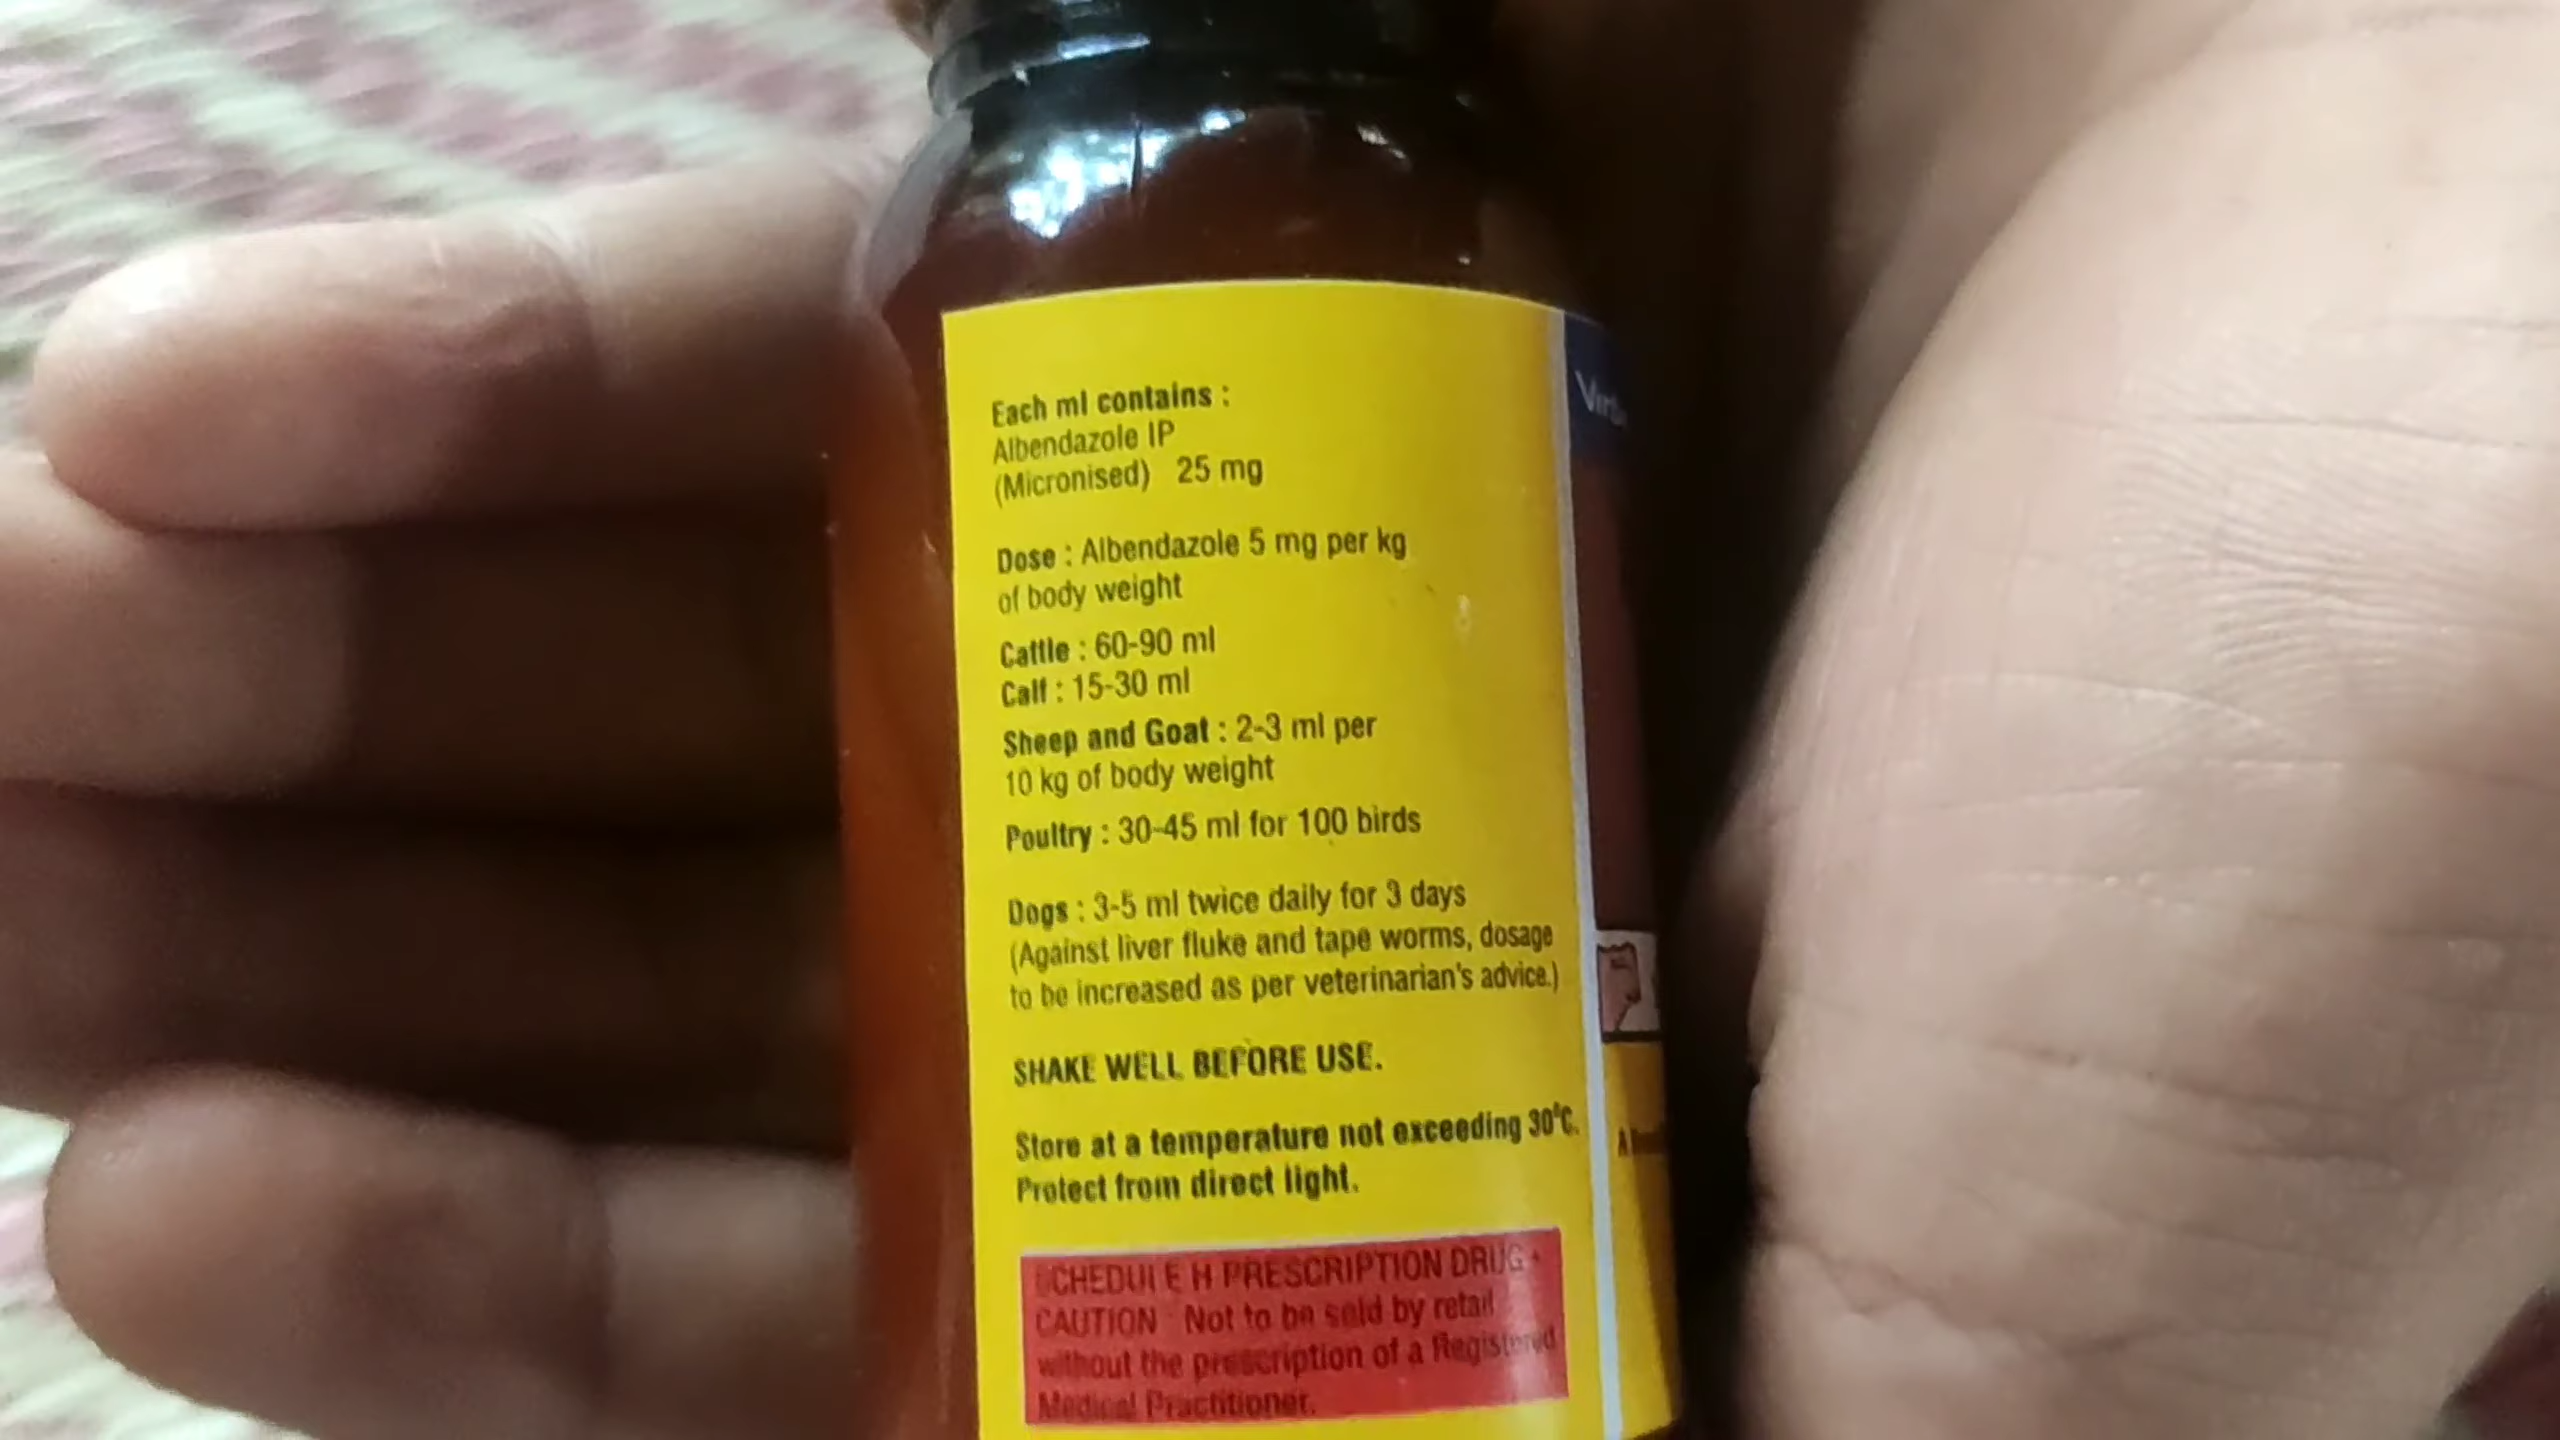 Each ml contains :
Albendazole IP
(Micronised) 25 mg
Dose : Albendazole 5 mg per kg
of body weight
Cattle : 60-90 ml
Calf : 15-30 ml
Sheep and Goat : 2-3 ml per
10 kg of body weight
Poultry : 30-45 ml for 100 birds
Dogs : 3-5 ml twice daily for 3 days
(Against liver fluke and tape worms, dosage
to be increased as per veterinarian's advice.)
SHAKE WELL BEFORE USE.
Store at a temperature not exceeding 30°C.
Protect from direct light.
SCHEDULE H PRESCRIPTION DRUG -
CAUTION Not to be sold by retail
without the prescription of a Registered
Medical Practitioner.